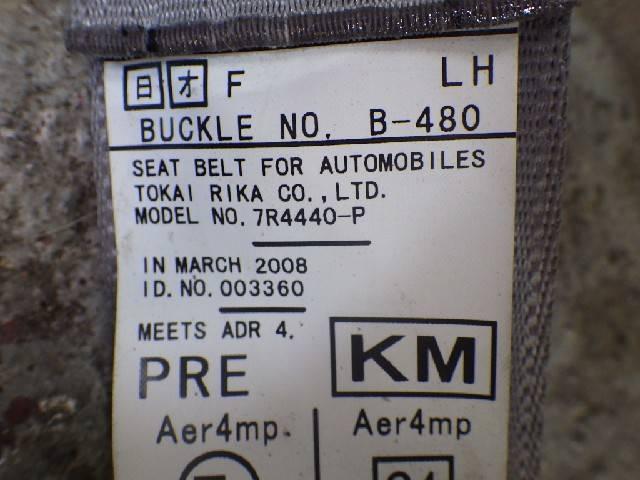 日 才 F LH
BUCKLE NO. B-480
SEAT BELT FOR AUTOMOBILES
TOKAI RIKA CO.,LTD.
MODEL NO. 7R4440-P
IN MARCH 2008
ID. NO. 003360
MEETS ADR 4.
PRE KM
Aer4mp. Aer4mp